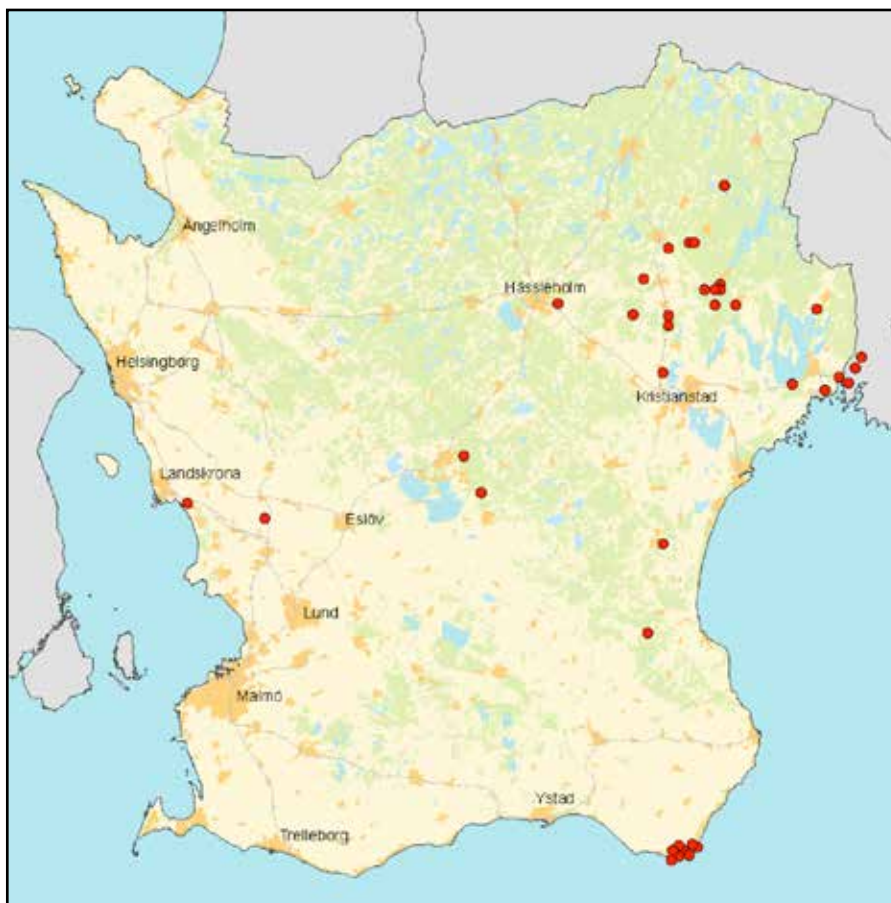 Ängelholm
Hässleholm
Helsingborg
Kristianstad
Landskrona
Eslöv
Lund
Malmö
Ystad
Trelleborg